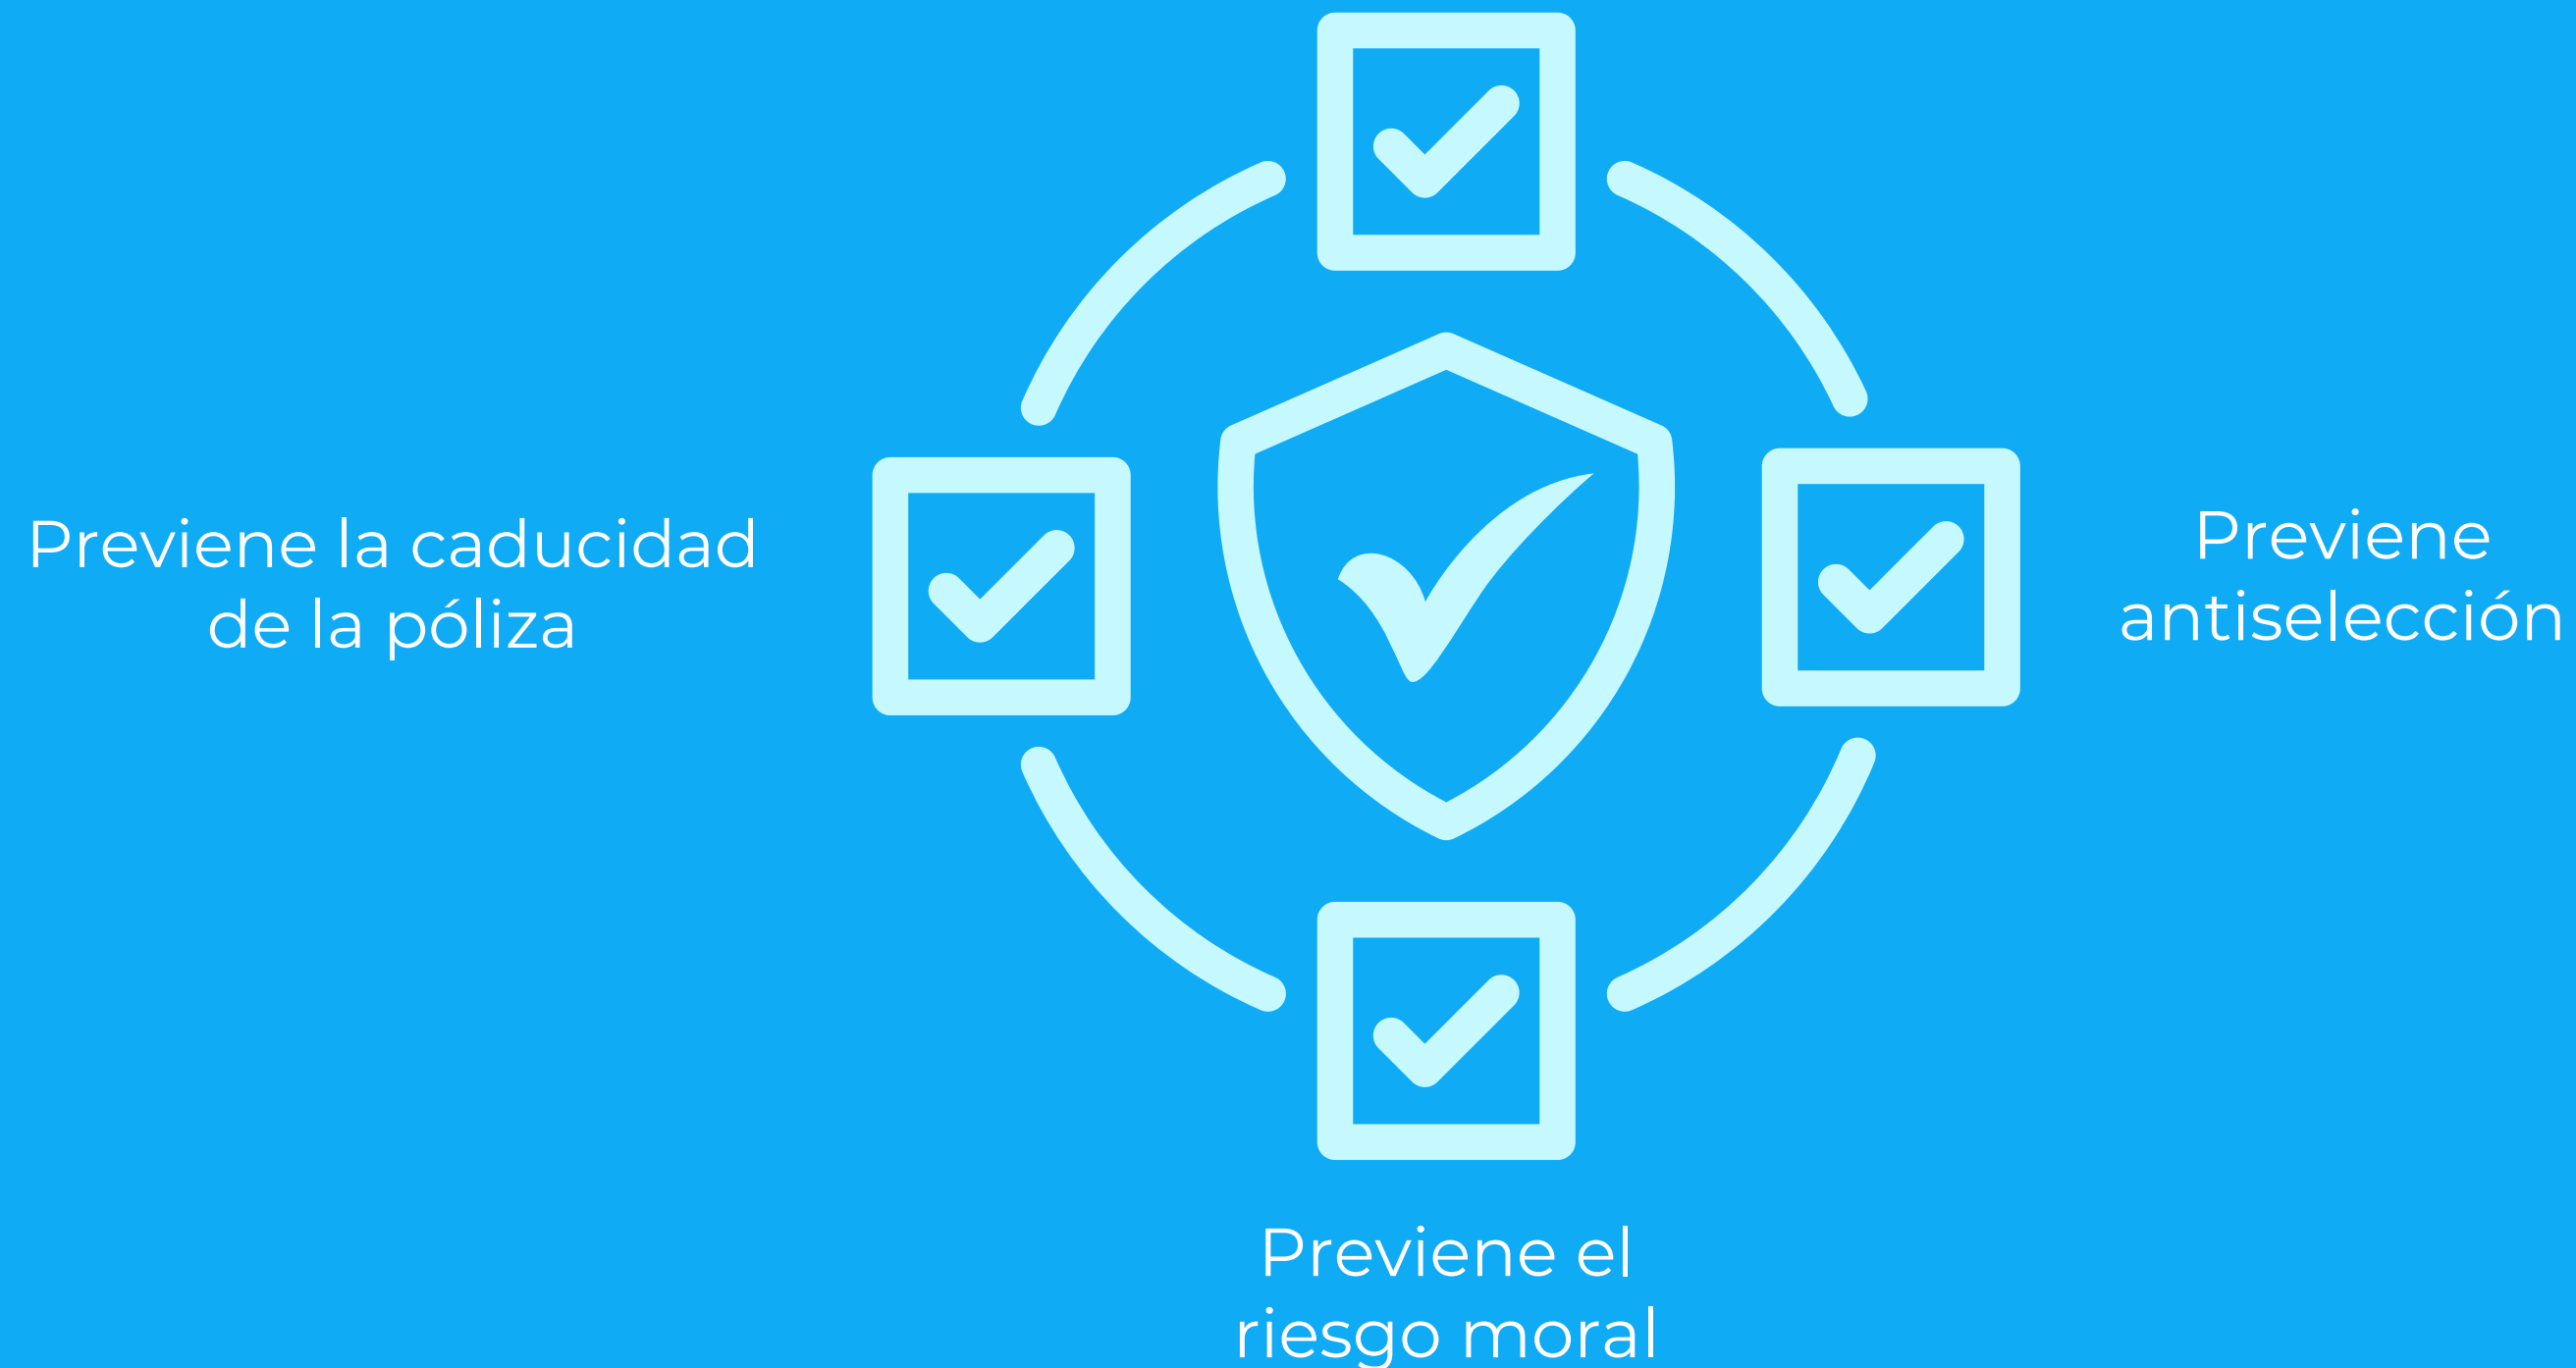 Previene la caducidad
de la póliza
Previene
antiselección
Previene el
riesgo moral